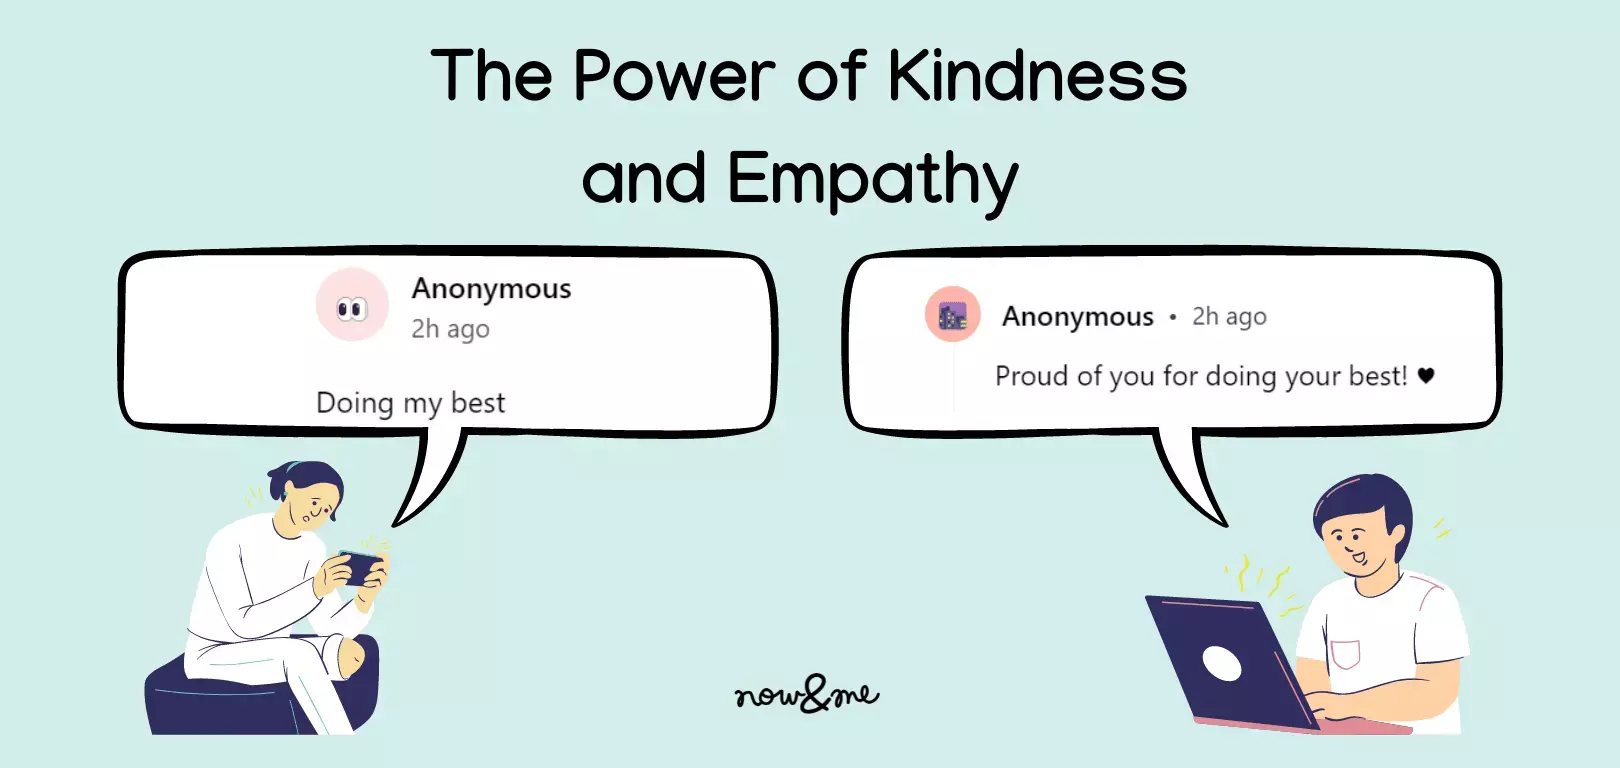 The Power of Kindness
and Empathy
Anonymous
2h ago
Doing my best
Anonymous • 2h ago
Proud of you for doing your best! ♥
now&me